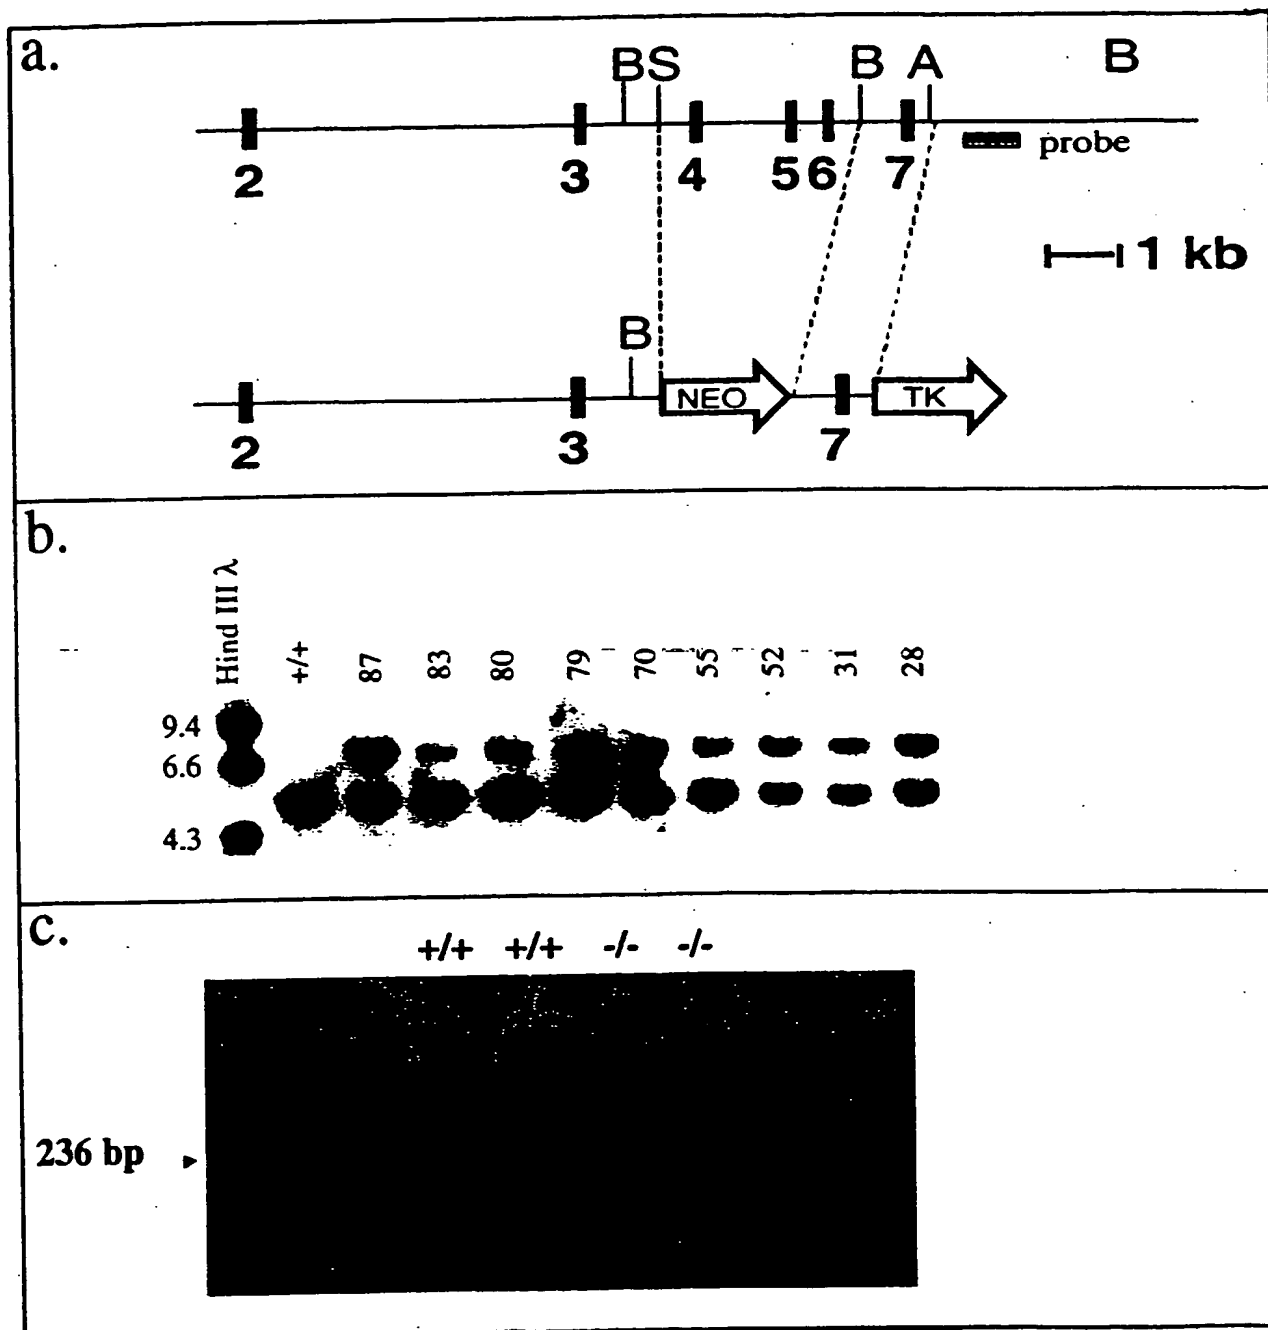 a.
BS B A B
probe
2 3 4 5 6 7
1 kb
B
NEO TK
2 3 7
b.
Hind III λ +/+ 87 83 80 79 70 55 52 31 28
9.4
6.6
4.3
c.
+/+ +/+ -/- -/-
236 bp